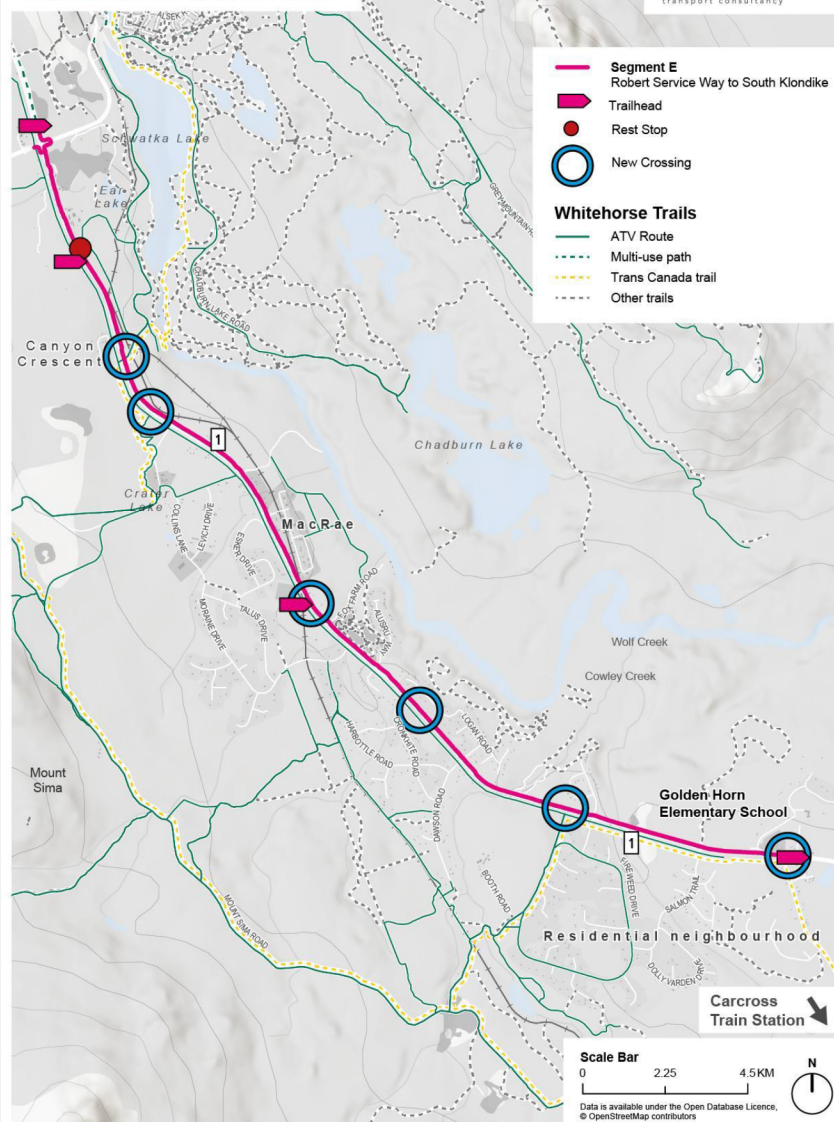 transport consultancy
Segment E
Robert Service Way to South Klondike
Trailhead
Rest Stop
New Crossing
Whitehorse Trails
ATV Route
Multi-use path
Trans Canada trail
Other trails
Schwatka Lake
Ear
Lake
CHADBURN LAKE ROAD
Canyon
Crescent
1
Chadburn Lake
Crater
Lake
COLLINS LANE
LEVICH DRIVE
ESKER DRIVE
MacRae
MORAINE DRIVE
TALUS DRIVE
FOX FARM ROAD
ALUSRU
WAY
Wolf Creek
Cowley Creek
Mount
Sima
HARBOTTLE ROAD
CRONKHITE ROAD
LOGAN ROAD
DAWSON ROAD
Golden Horn
Elementary School
1
BOOTH ROAD
FIREWEED DRIVE
SALMON TRAIL
MOUNT SIMA ROAD
Residential neighbourhood
DOLLY VARDEN DRIVE
Carcross
Train Station
Scale Bar
0 2.25 4.5 KM
N
Data is available under the Open Database Licence,
© OpenStreetMap contributors